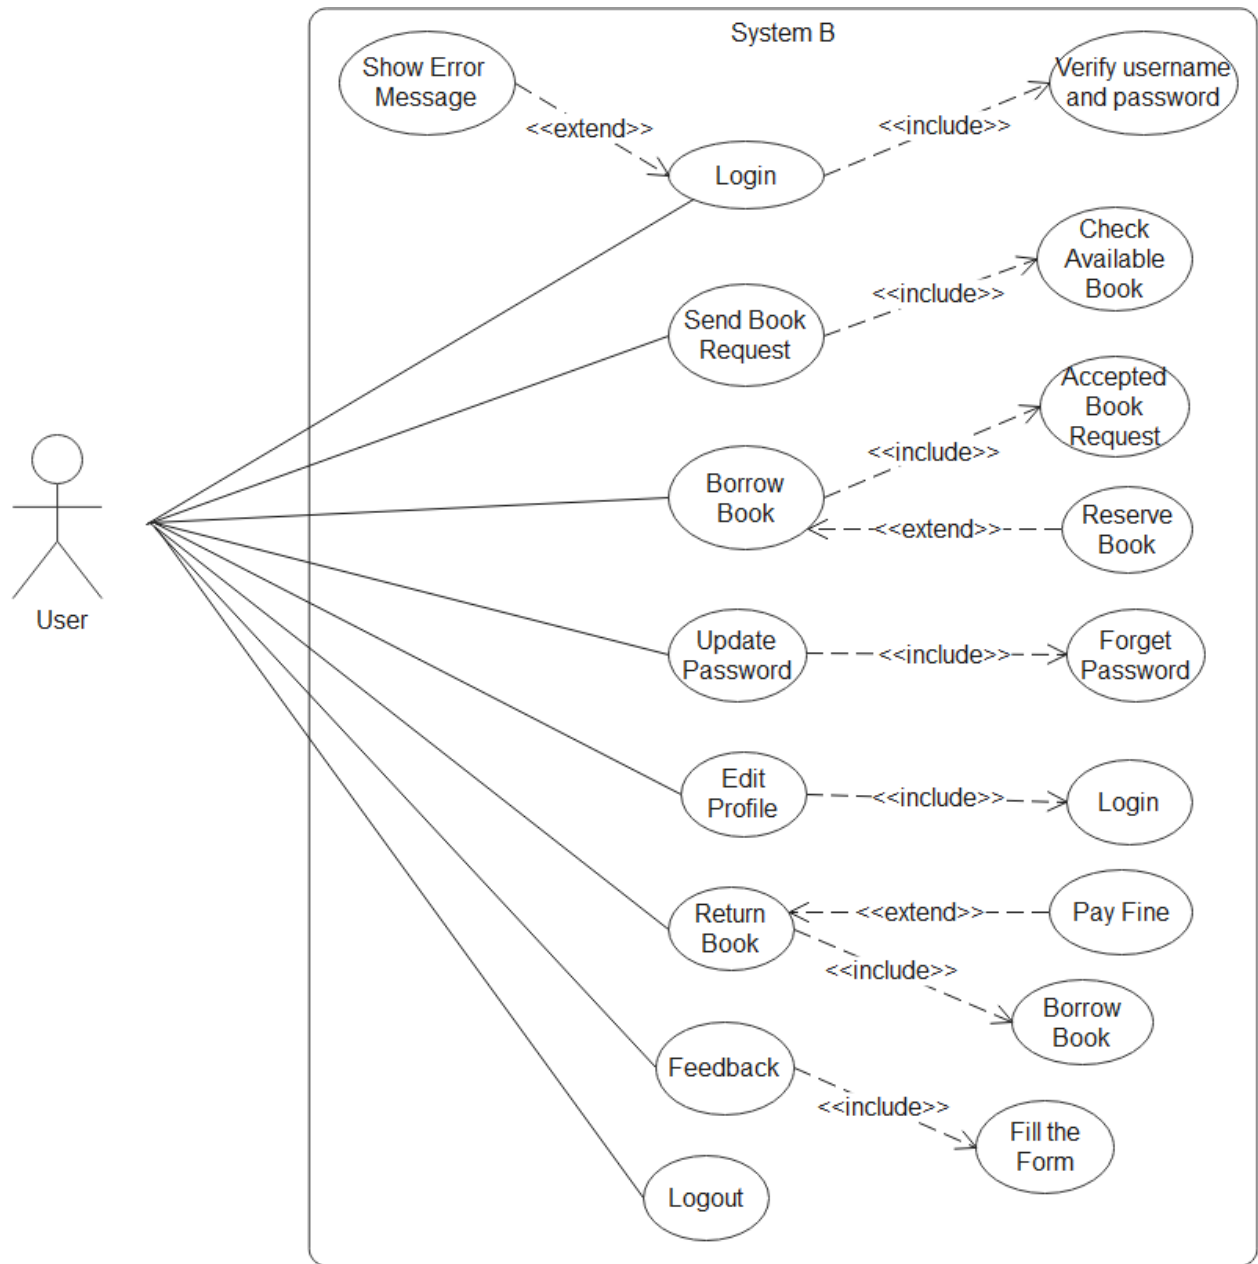 System B
Show Error
Message
<<extend>>
Login
<<include>>
Verify username
and password
Send Book
Request
<<include>>
Check
Available
Book
Borrow
Book
<<include>>
Accepted
Book
Request
<<extend>>
Reserve
Book
User
Update
Password
<<include>>
Forget
Password
Edit
Profile
<<include>>
Login
Return
Book
<<extend>>
Pay Fine
<<include>>
Borrow
Book
Feedback
<<include>>
Fill the
Form
Logout